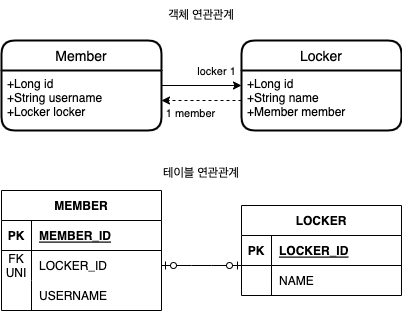 객체 연관관계
Member
+Long id
+String username
+Locker locker
locker 1
1 member
Locker
+Long id
+String name
+Member member
테이블 연관관계
MEMBER
PK MEMBER_ID
FK
UNI
LOCKER_ID
USERNAME
LOCKER
PK LOCKER_ID
NAME